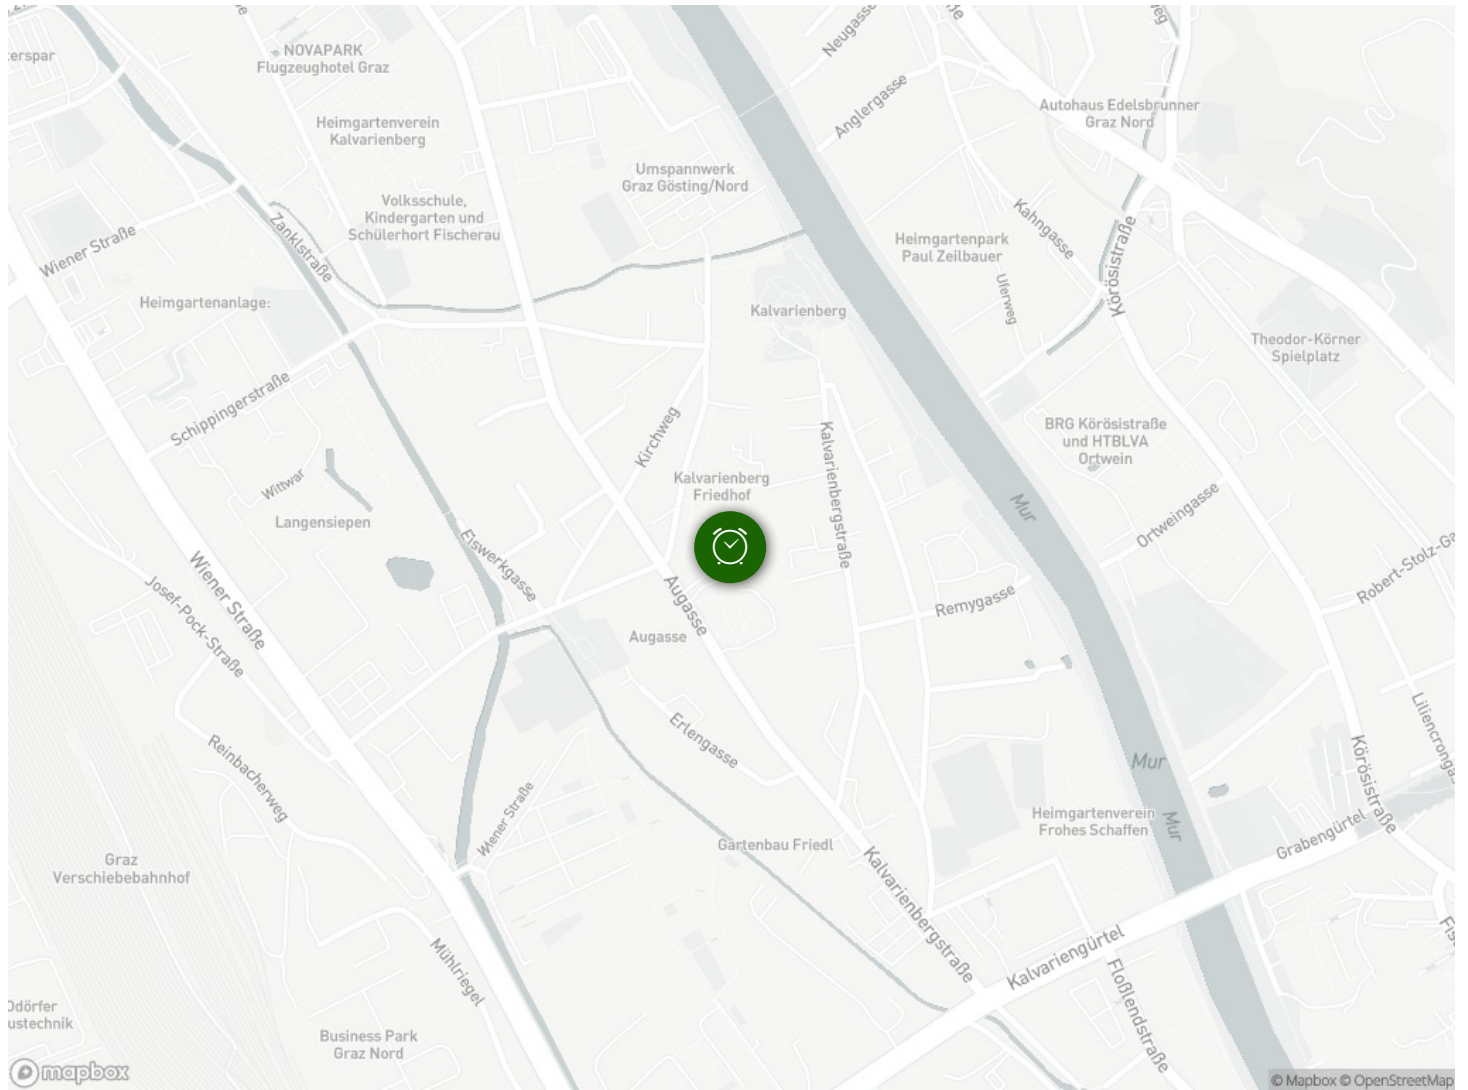 NOVAPARK
Flugzeughotel Graz
erspar
Neugasse
Anglergasse
Autohaus Edelsbrunner
Graz Nord
Heimgartenverein
Kalvarienberg
Umspannwerk
Graz Gösting/Nord
Volksschule,
Kindergarten und
Schülerhort Fischerau
Zanklstraße
Wiener Straße
Kahngasse
Körösistraße
Heimgartenpark
Paul Zeilbauer
Uferweg
Heimgartenanlage:
Kalvarienberg
Theodor-Körner
Spielplatz
Schippingerstraße
Kirchweg
Kalvarienbergstraße
BRG Körösistraße
und HTBLVA
Ortwein
Wittwar
Kalvarienberg
Friedhof
Langensiepen
Mur
Ortweingasse
Eiswerkgasse
Wiener Straße
Josef-Pock-Straße
Augasse
Robert-Stolz-Ga
Remygasse
Augasse
Erlengasse
Liliencrongas
Reinbacherweg
Körösistraße
Mur
Wiener Straße
Heimgartenverein
Frohes Schaffen
Mur
Grabengürtel
Gartenbau Friedl
Graz
Verschiebebahnhof
Kalvarienbergstraße
Kalvariengürtel
Mühlriegel
Floßlendstraße
Fis
Odörfer
ustechnik
Business Park
Graz Nord
mapbox
© Mapbox © OpenStreetMap